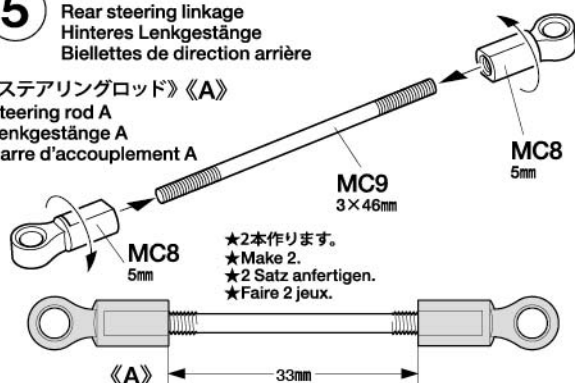 5
Rear steering linkage
Hinteres Lenkgestänge
Biellettes de direction arrière
ステアリングロッド》《A》
teering rod A
enkgestänge A
arre d'accouplement A
MC8
5mm
MC9
3×46mm
MC8
5mm
★2本作ります。
★Make 2.
★2 Satz anfertigen.
★Faire 2 jeux.
《A》
33mm